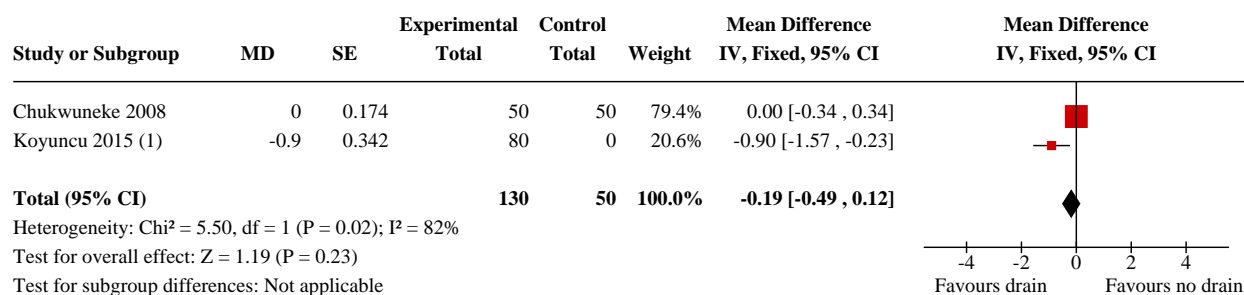 Experimental Control Mean Difference Mean Difference
Study or Subgroup MD SE Total Total Weight IV, Fixed, 95% CI IV, Fixed, 95% CI
Chukwuneke 2008 0 0.174 50 50 79.4% 0.00 [-0.34 , 0.34]
Koyuncu 2015 (1) -0.9 0.342 80 0 20.6% -0.90 [-1.57 , -0.23]
Total (95% CI) 130 50 100.0% -0.19 [-0.49 , 0.12]
Heterogeneity: Chi² = 5.50, df = 1 (P = 0.02); I² = 82%
Test for overall effect: Z = 1.19 (P = 0.23)
-4 -2 0 2 4
Test for subgroup differences: Not applicable
Favours drain Favours no drain